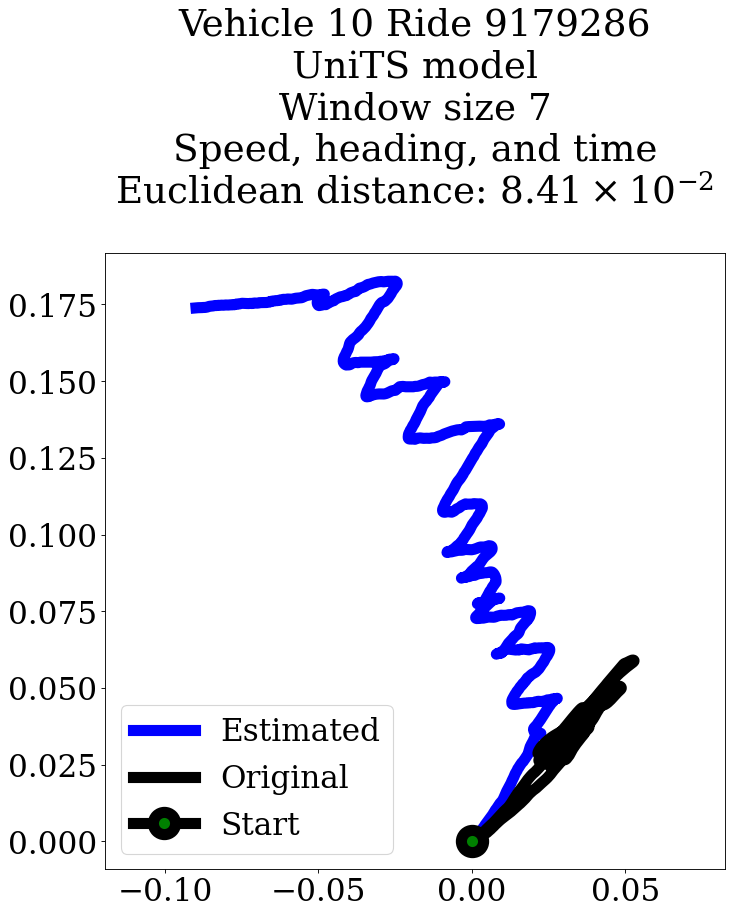 Vehicle 10 Ride 9179286
UniTS model
Window size 7
Speed, heading, and time
Euclidean distance: 8.41 × 10⁻²
0.175
0.150
0.125
0.100
0.075
0.050
0.025
0.000
Estimated
Original
Start
−0.10
−0.05
0.00
0.05